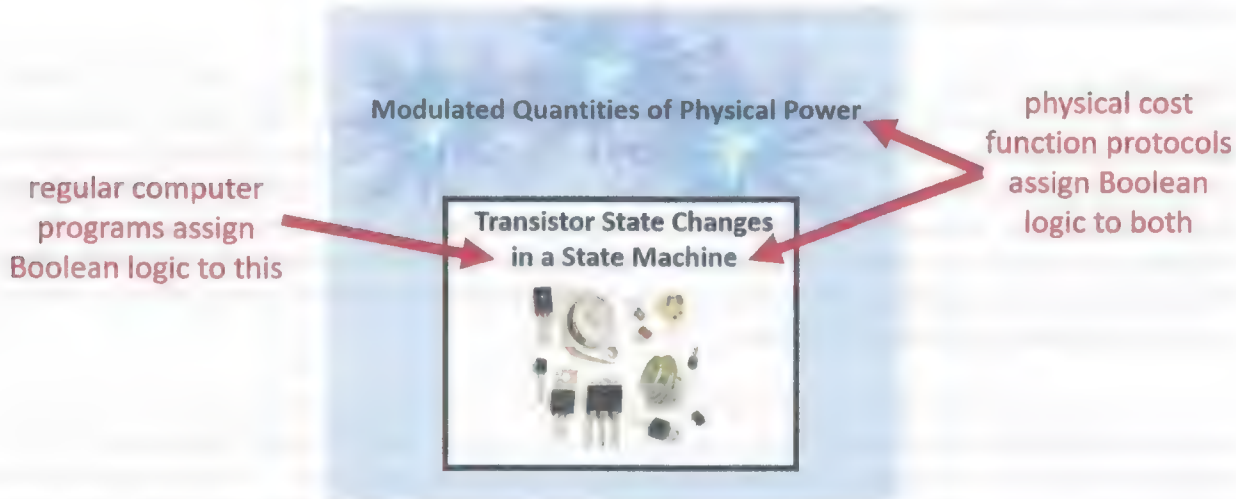 Modulated Quantities of Physical Power
physical cost
function protocols
assign Boolean
logic to both
regular computer
programs assign
Boolean logic to this
Transistor State Changes
in a State Machine